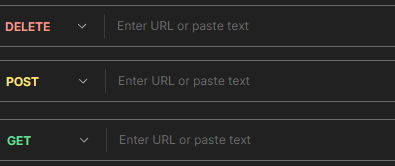 DELETE Enter URL or paste text
POST Enter URL or paste text
GET Enter URL or paste text